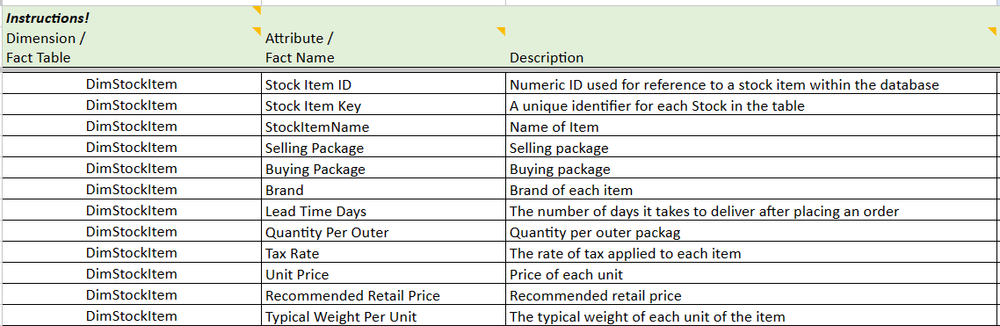 Instructions!
Dimension / Attribute /
Fact Table Fact Name Description
DimStockItem Stock Item ID Numeric ID used for reference to a stock item within the database
DimStockItem Stock Item Key A unique identifier for each Stock in the table
DimStockItem StockItemName Name of Item
DimStockItem Selling Package Selling package
DimStockItem Buying Package Buying package
DimStockItem Brand Brand of each item
DimStockItem Lead Time Days The number of days it takes to deliver after placing an order
DimStockItem Quantity Per Outer Quantity per outer packag
DimStockItem Tax Rate The rate of tax applied to each item
DimStockItem Unit Price Price of each unit
DimStockItem Recommended Retail Price Recommended retail price
DimStockItem Typical Weight Per Unit The typical weight of each unit of the item